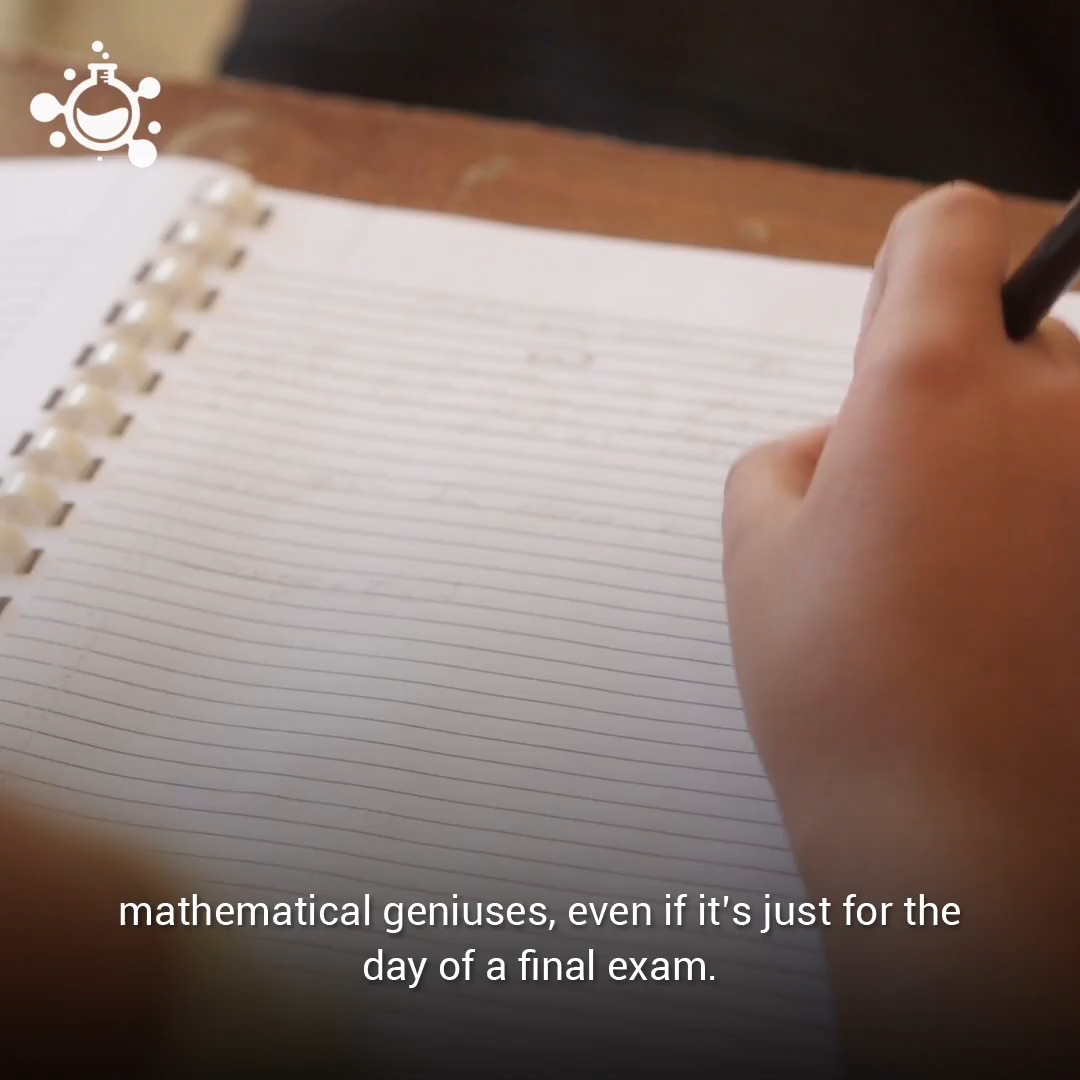 mathematical geniuses, even if it's just for the
day of a final exam.